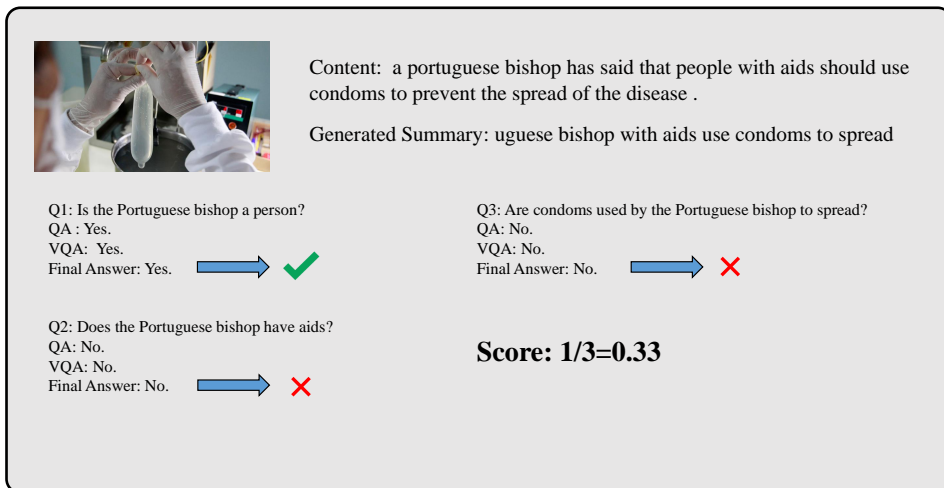 Content:  a portuguese bishop has said that people with aids should use
condoms to prevent the spread of the disease .
Generated Summary: uguese bishop with aids use condoms to spread
Q1: Is the Portuguese bishop a person?
QA : Yes.
VQA:  Yes.
Final Answer: Yes.
Q2: Does the Portuguese bishop have aids?
QA: No.
VQA: No.
Final Answer: No.
Q3: Are condoms used by the Portuguese bishop to spread?
QA: No.
VQA: No.
Final Answer: No.
Score: 1/3=0.33